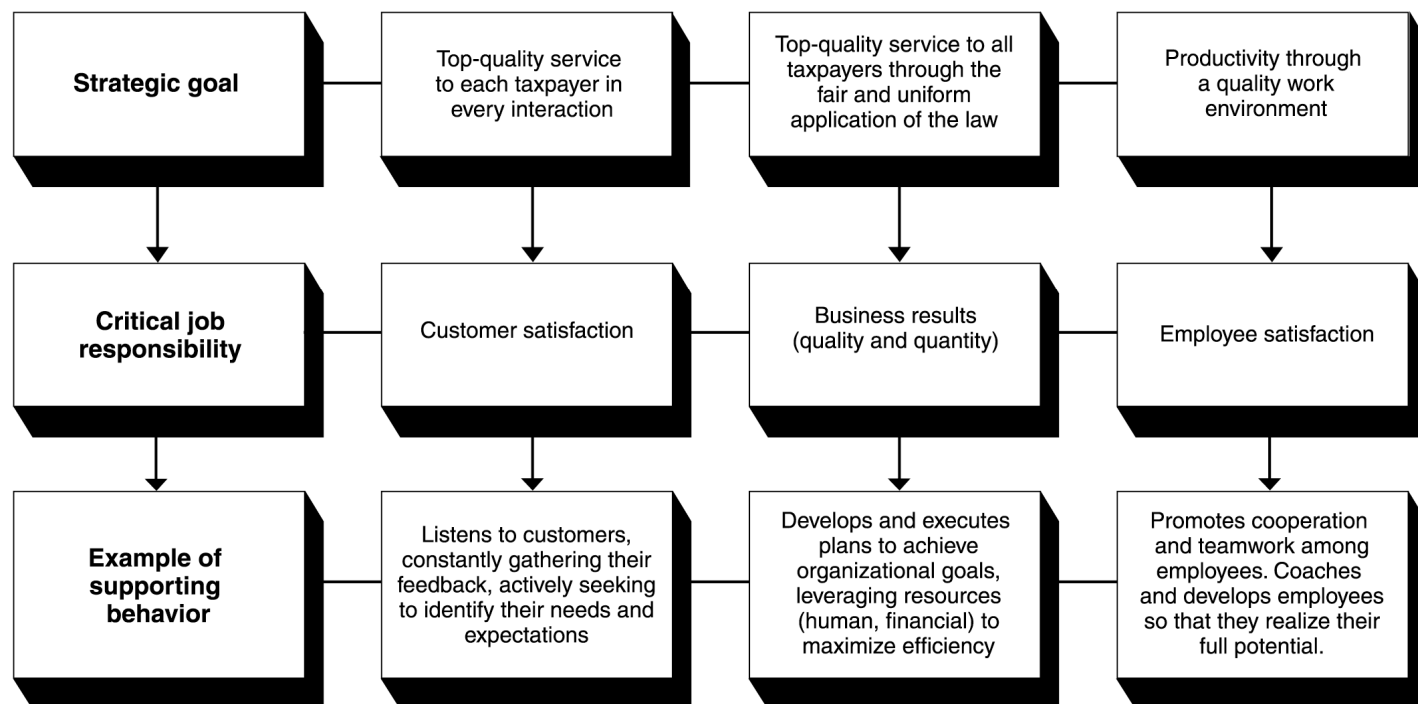 Strategic goal
Top-quality service
to each taxpayer in
every interaction
Top-quality service to all
taxpayers through the
fair and uniform
application of the law
Productivity through
a quality work
environment
Critical job
responsibility
Customer satisfaction
Business results
(quality and quantity)
Employee satisfaction
Example of
supporting
behavior
Listens to customers,
constantly gathering their
feedback, actively seeking
to identify their needs and
expectations
Develops and executes
plans to achieve
organizational goals,
leveraging resources
(human, financial) to
maximize efficiency
Promotes cooperation
and teamwork among
employees. Coaches
and develops employees
so that they realize their
full potential.